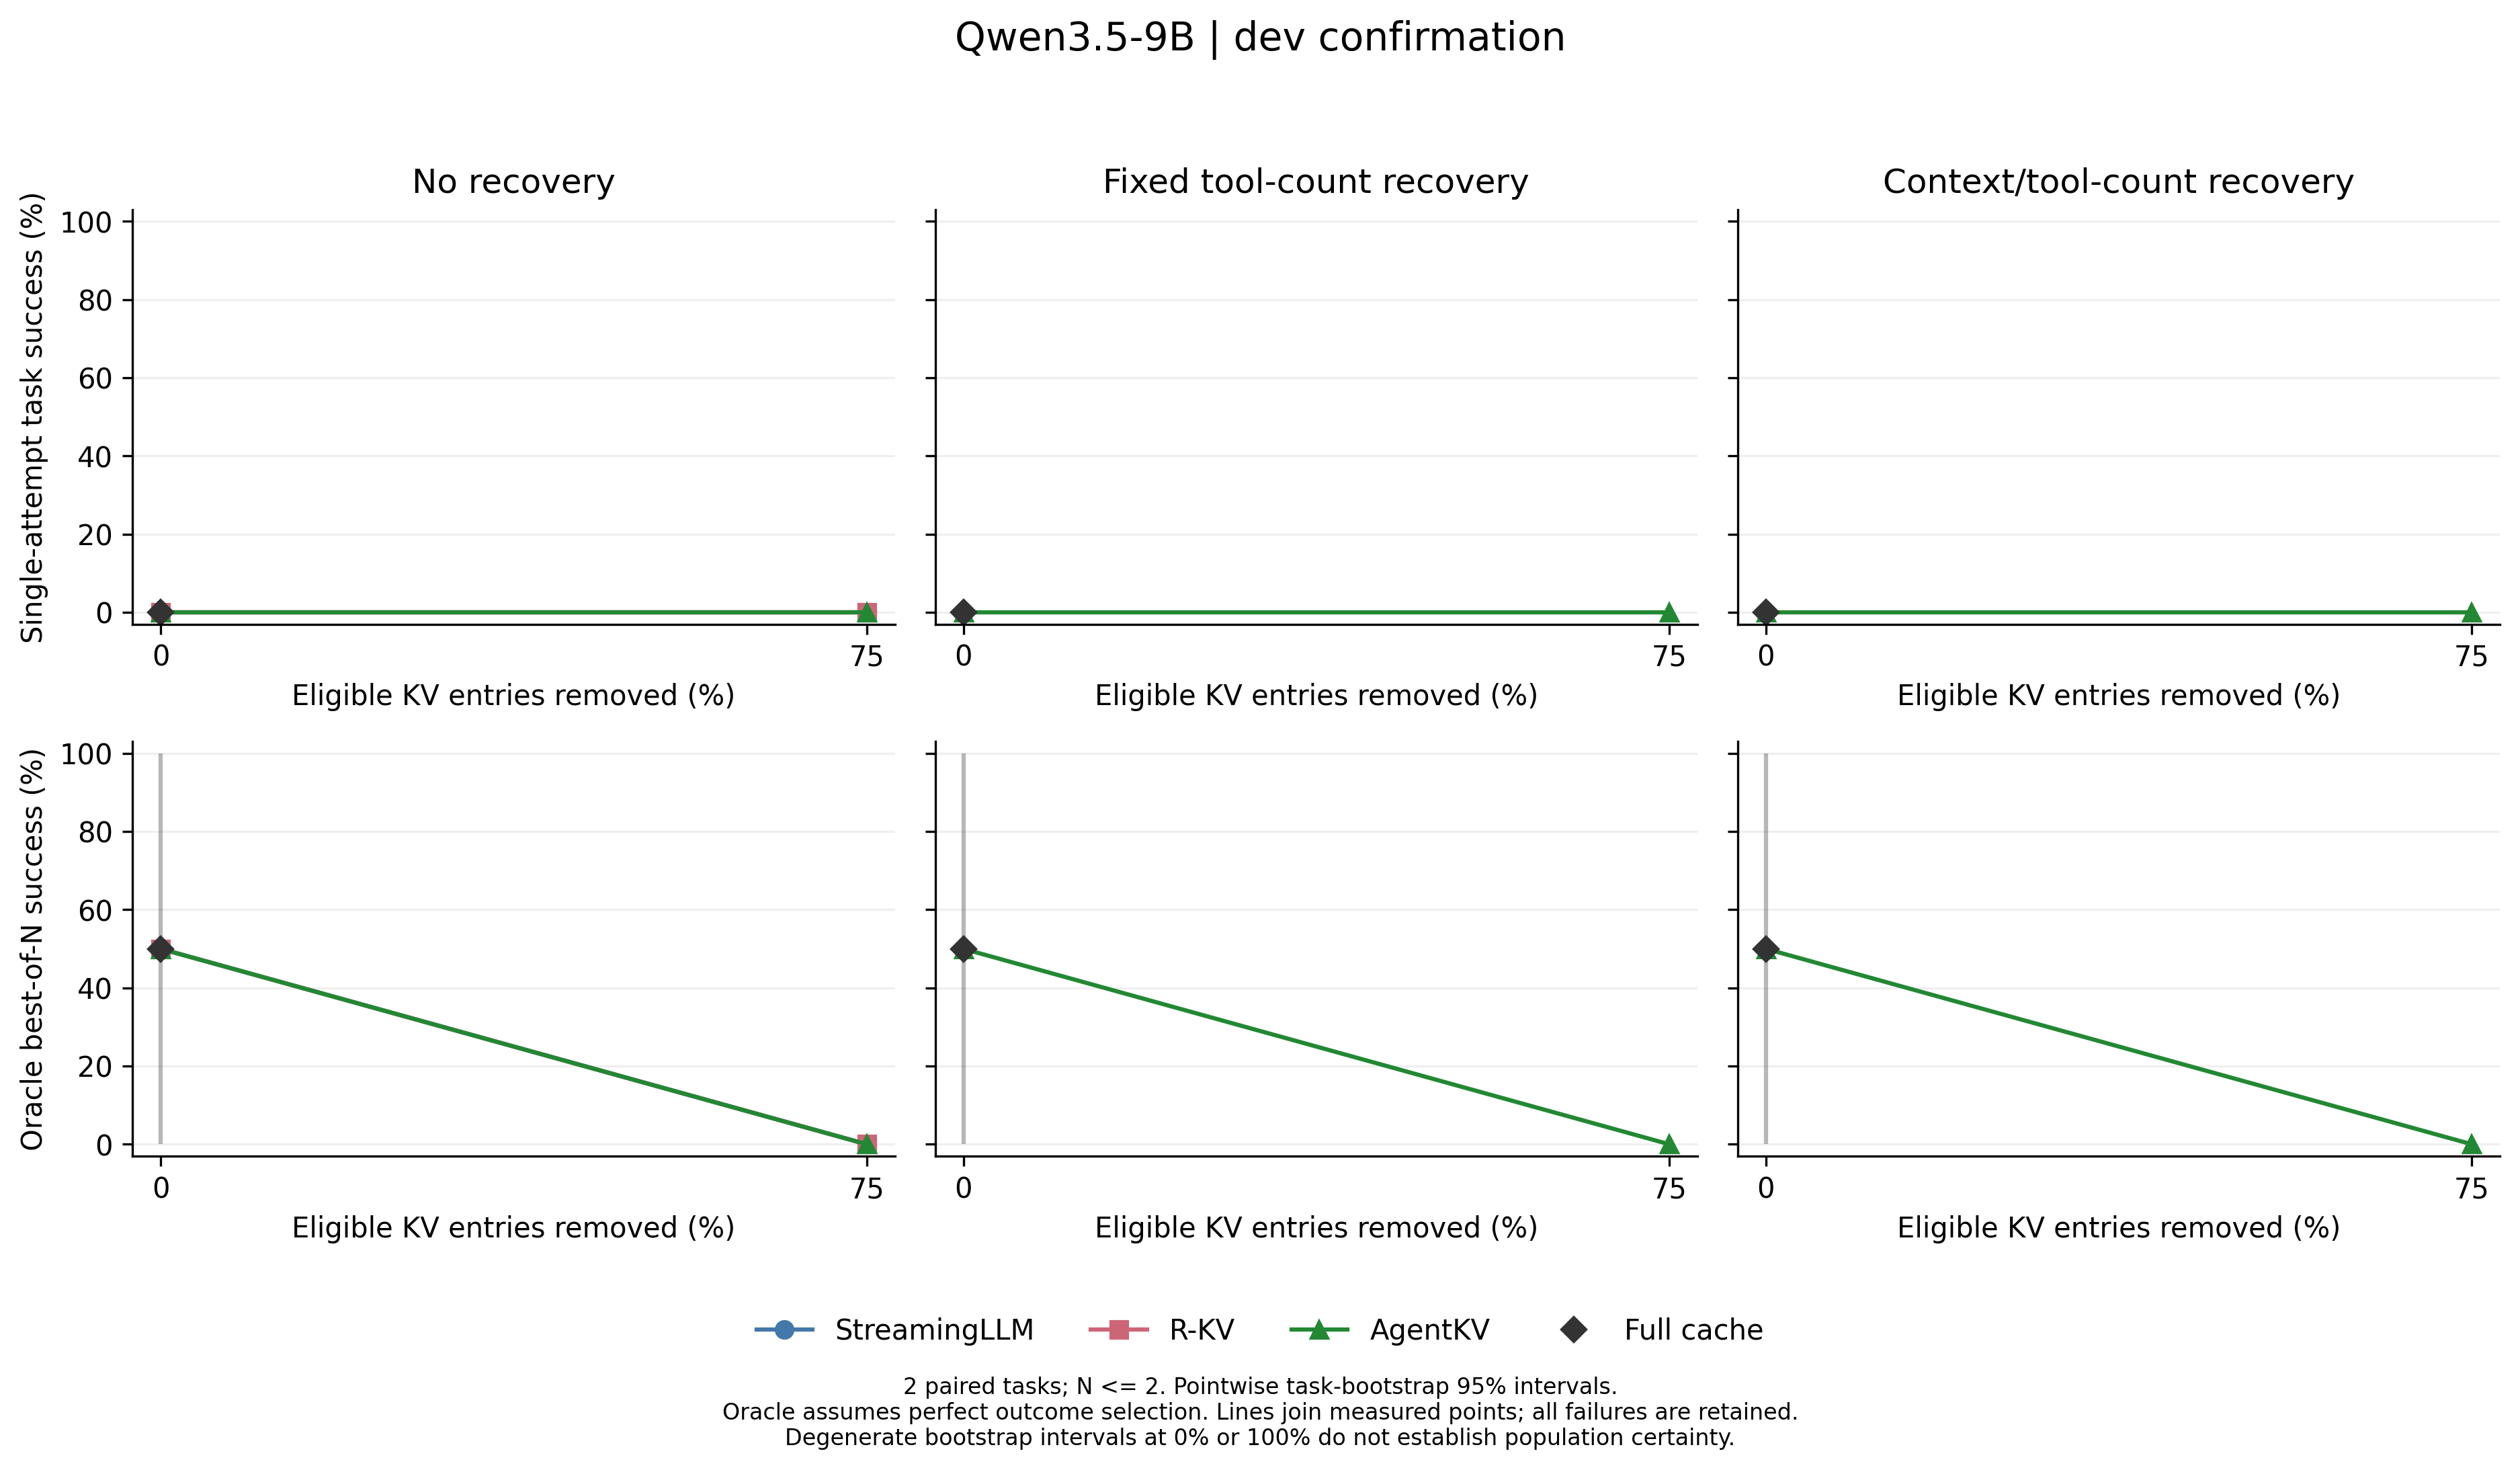 Qwen3.5-9B | dev confirmation
No recovery
Fixed tool-count recovery
Context/tool-count recovery
Single-attempt task success (%)
100
80
60
40
20
0
0
75
0
75
0
75
Eligible KV entries removed (%)
Eligible KV entries removed (%)
Eligible KV entries removed (%)
Oracle best-of-N success (%)
100
80
60
40
20
0
0
75
0
75
0
75
Eligible KV entries removed (%)
Eligible KV entries removed (%)
Eligible KV entries removed (%)
StreamingLLM
R-KV
AgentKV
Full cache
2 paired tasks; N <= 2. Pointwise task-bootstrap 95% intervals.
Oracle assumes perfect outcome selection. Lines join measured points; all failures are retained.
Degenerate bootstrap intervals at 0% or 100% do not establish population certainty.